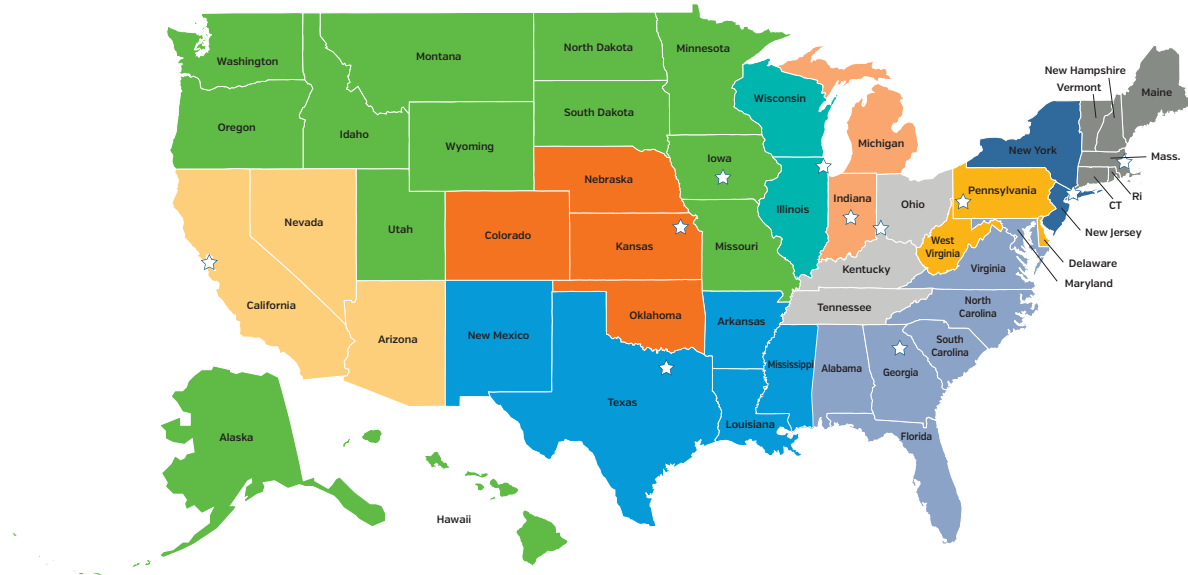 New Hampshire
Vermont
Maine
Washington
Montana
North Dakota
Minnesota
Wisconsin
South Dakota
Oregon
Idaho
Wyoming
Michigan
New York
Mass.
Iowa
Nebraska
Indiana
Ohio
Pennsylvania
Ri
CT
Illinois
Nevada
Utah
Colorado
Kansas
Missouri
West
Virginia
New Jersey
Delaware
Maryland
Kentucky
Virginia
California
Tennessee
North
Carolina
Oklahoma
Arkansas
New Mexico
Arizona
South
Carolina
Mississippi
Alabama
Georgia
Texas
Louisiana
Florida
Alaska
Hawaii